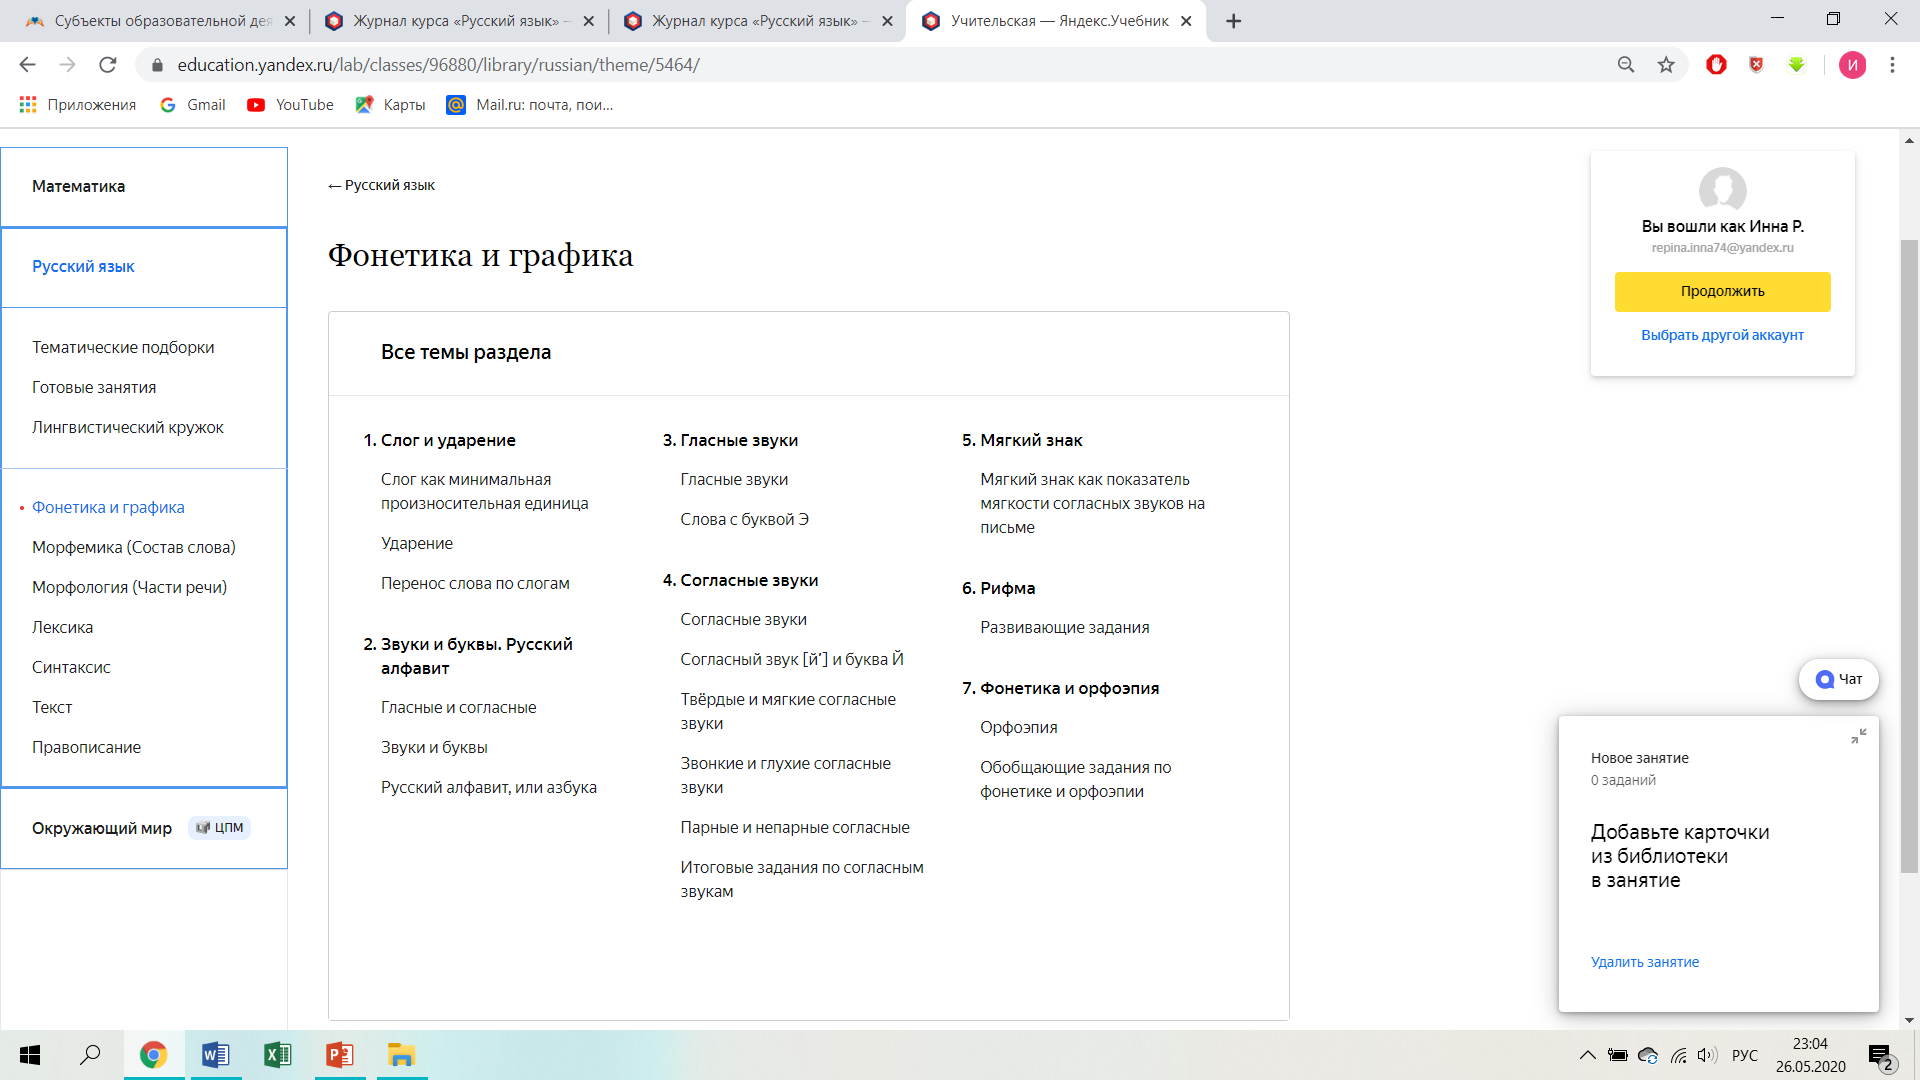 Субъекты образовательной дея
Журнал курса «Русский язык» —
Журнал курса «Русский язык» —
Учительская — Яндекс.Учебник
education.yandex.ru/lab/classes/96880/library/russian/theme/5464/
И
Приложения
Gmail
YouTube
Карты
Mail.ru: почта, пои...
Математика
Русский язык
Тематические подборки
Готовые занятия
Лингвистический кружок
Фонетика и графика
Морфемика (Состав слова)
Морфология (Части речи)
Лексика
Синтаксис
Текст
Правописание
Окружающий мир
ЦПМ
← Русский язык
Фонетика и графика
Все темы раздела
1. Слог и ударение
Слог как минимальная
произносительная единица
Ударение
Перенос слова по слогам
2. Звуки и буквы. Русский
алфавит
Гласные и согласные
Звуки и буквы
Русский алфавит, или азбука
3. Гласные звуки
Гласные звуки
Слова с буквой Э
4. Согласные звуки
Согласные звуки
Согласный звук [й’] и буква Й
Твёрдые и мягкие согласные
звуки
Звонкие и глухие согласные
звуки
Парные и непарные согласные
Итоговые задания по согласным
звукам
5. Мягкий знак
Мягкий знак как показатель
мягкости согласных звуков на
письме
6. Рифма
Развивающие задания
7. Фонетика и орфоэпия
Орфоэпия
Обобщающие задания по
фонетике и орфоэпии
Вы вошли как Инна Р.
repina.inna74@yandex.ru
Продолжить
Выбрать другой аккаунт
Чат
Новое занятие
0 заданий
Добавьте карточки
из библиотеки
в занятие
Удалить занятие
РУС
23:04
26.05.2020
2